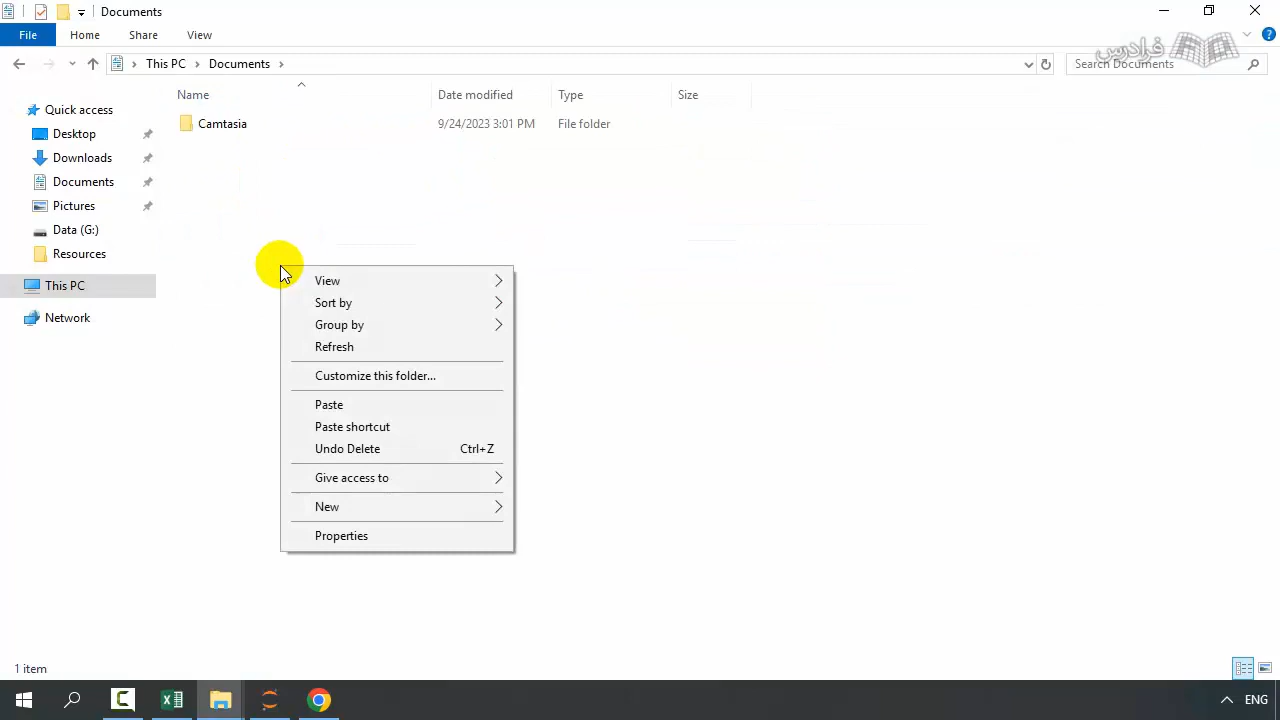 Documents
File Home Share View
This PC Documents
Search Documents
فرادرس
Name Date modified Type Size
Camtasia 9/24/2023 3:01 PM File folder
Quick access
Desktop
Downloads
Documents
Pictures
Data (G:)
Resources
This PC
Network
View
Sort by
Group by
Refresh
Customize this folder...
Paste
Paste shortcut
Undo Delete Ctrl+Z
Give access to
New
Properties
1 item
ENG